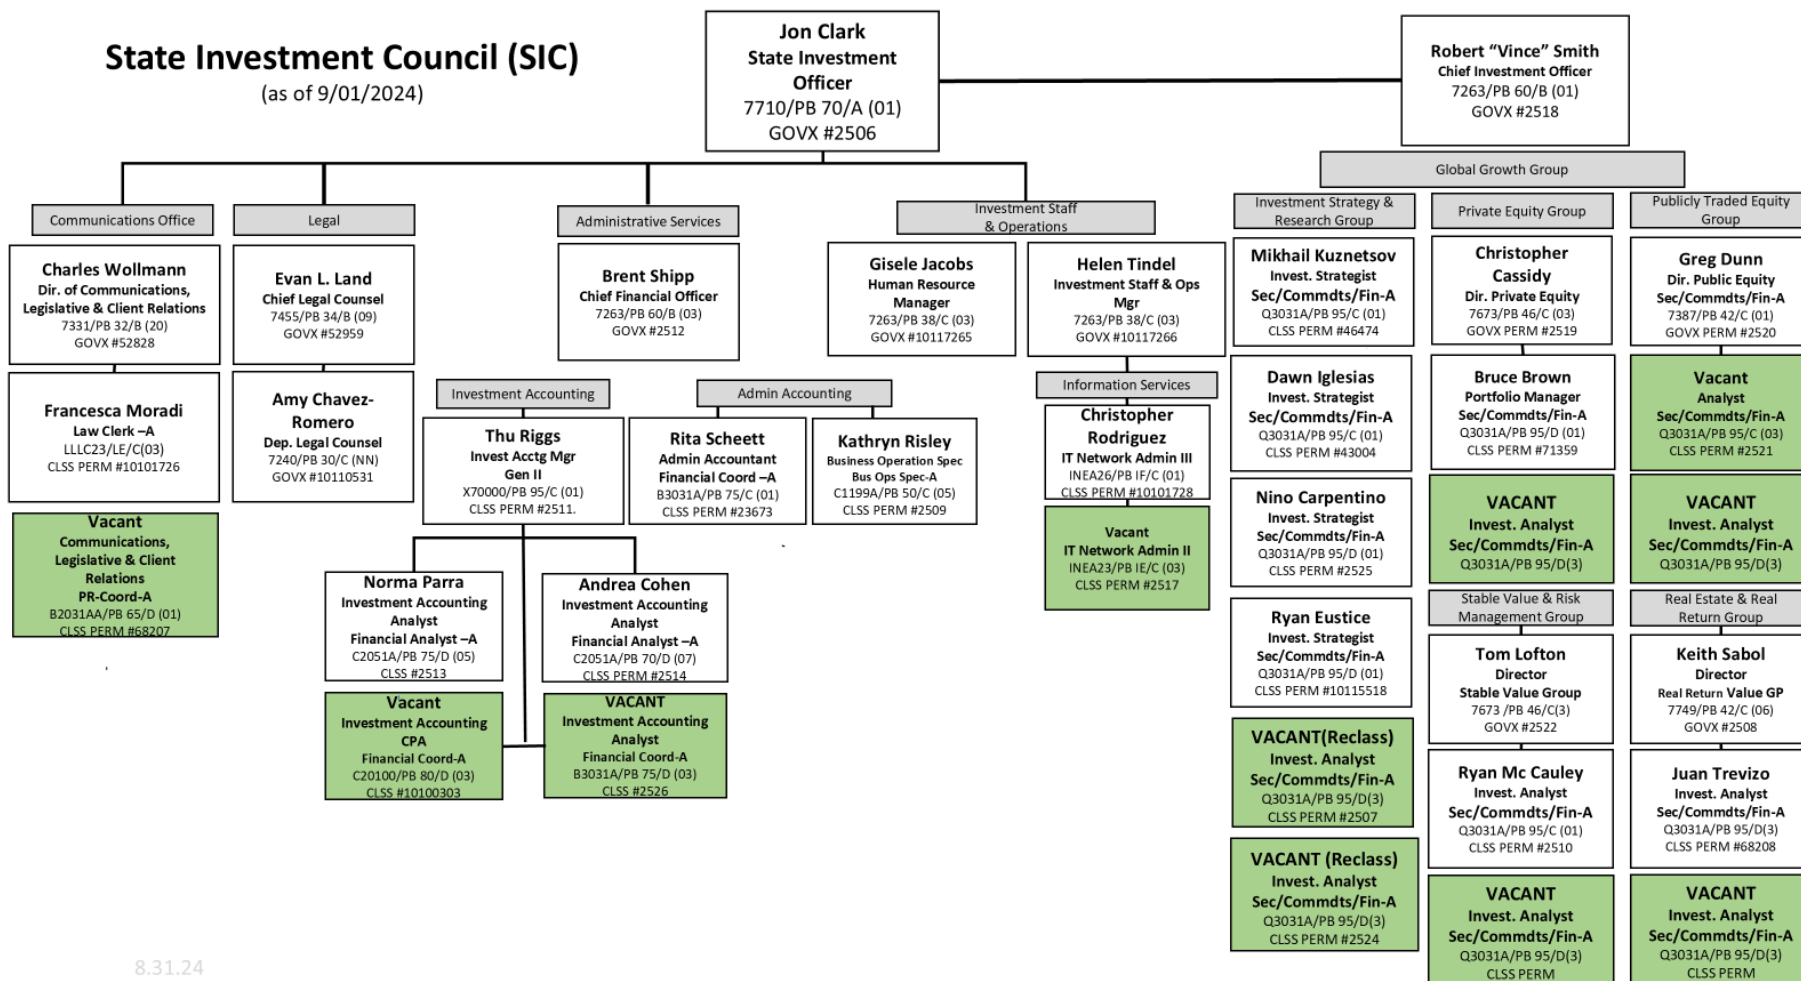 State Investment Council (SIC)
(as of 9/01/2024)
Jon Clark
State Investment
Officer
7710/PB 70/A (01)
GOVX #2506
Robert “Vince” Smith
Chief Investment Officer
7263/PB 60/B (01)
GOVX #2518
Communications Office
Charles Wollmann
Dir. of Communications,
Legislative & Client Relations
7331/PB 32/B (20)
GOVX #52828
Francesca Moradi
Law Clerk –A
LLLC23/LE/C(03)
CLSS PERM #10101726
Vacant
Communications,
Legislative & Client
Relations
PR-Coord-A
B2031AA/PB 65/D (01)
CLSS PERM #68207
Legal
Evan L. Land
Chief Legal Counsel
7455/PB 34/B (09)
GOVX #52959
Amy Chavez-
Romero
Dep. Legal Counsel
7240/PB 30/C (NN)
GOVX #10110531
Administrative Services
Brent Shipp
Chief Financial Officer
7263/PB 60/B (03)
GOVX #2512
Investment Accounting
Thu Riggs
Invest Acctg Mgr
Gen II
X70000/PB 95/C (01)
CLSS PERM #2511.
Norma Parra
Investment Accounting
Analyst
Financial Analyst –A
C2051A/PB 75/D (05)
CLSS #2513
Andrea Cohen
Investment Accounting
Analyst
Financial Analyst –A
C2051A/PB 70/D (07)
CLSS PERM #2514
Vacant
Investment Accounting
CPA
Financial Coord-A
C20100/PB 80/D (03)
CLSS #10100303
VACANT
Investment Accounting
Analyst
Financial Coord-A
B3031A/PB 75/D (03)
CLSS #2526
Admin Accounting
Rita Scheett
Admin Accountant
Financial Coord –A
B3031A/PB 75/C (01)
CLSS PERM #23673
Kathryn Risley
Business Operation Spec
Bus Ops Spec-A
C1199A/PB 50/C (05)
CLSS PERM #2509
Investment Staff
& Operations
Gisele Jacobs
Human Resource
Manager
7263/PB 38/C (03)
GOVX #10117265
Helen Tindel
Investment Staff & Ops
Mgr
7263/PB 38/C (03)
GOVX #10117266
Information Services
Christopher
Rodriguez
IT Network Admin III
INEA26/PB IF/C (01)
CLSS PERM #10101728
Vacant
IT Network Admin II
INEA23/PB IE/C (03)
CLSS PERM #2517
Global Growth Group
Investment Strategy &
Research Group
Mikhail Kuznetsov
Invest. Strategist
Sec/Commdts/Fin-A
Q3031A/PB 95/C (01)
CLSS PERM #46474
Dawn Iglesias
Invest. Strategist
Sec/Commdts/Fin-A
Q3031A/PB 95/C (01)
CLSS PERM #43004
Nino Carpentino
Invest. Strategist
Sec/Commdts/Fin-A
Q3031A/PB 95/D (01)
CLSS PERM #2525
Ryan Eustice
Invest. Strategist
Sec/Commdts/Fin-A
Q3031A/PB 95/D (01)
CLSS PERM #10115518
VACANT(Reclass)
Invest. Analyst
Sec/Commdts/Fin-A
Q3031A/PB 95/D(3)
CLSS PERM #2507
VACANT (Reclass)
Invest. Analyst
Sec/Commdts/Fin-A
Q3031A/PB 95/D(3)
CLSS PERM #2524
Private Equity Group
Christopher
Cassidy
Dir. Private Equity
7673/PB 46/C (03)
GOVX PERM #2519
Bruce Brown
Portfolio Manager
Sec/Commdts/Fin-A
Q3031A/PB 95/D (01)
CLSS PERM #71359
VACANT
Invest. Analyst
Sec/Commdts/Fin-A
Q3031A/PB 95/D(3)
Stable Value & Risk
Management Group
Tom Lofton
Director
Stable Value Group
7673 /PB 46/C(3)
GOVX #2522
Ryan Mc Cauley
Invest. Analyst
Sec/Commdts/Fin-A
Q3031A/PB 95/C (01)
CLSS PERM #2510
VACANT
Invest. Analyst
Sec/Commdts/Fin-A
Q3031A/PB 95/D(3)
CLSS PERM
Publicly Traded Equity
Group
Greg Dunn
Dir. Public Equity
Sec/Commdts/Fin-A
7387/PB 42/C (01)
GOVX PERM #2520
Vacant
Analyst
Sec/Commdts/Fin-A
Q3031A/PB 95/C (03)
CLSS PERM #2521
VACANT
Invest. Analyst
Sec/Commdts/Fin-A
Q3031A/PB 95/D(3)
Real Estate & Real
Return Group
Keith Sabol
Director
Real Return Value GP
7749/PB 42/C (06)
GOVX #2508
Juan Trevizo
Invest. Analyst
Sec/Commdts/Fin-A
Q3031A/PB 95/D(3)
CLSS PERM #68208
VACANT
Invest. Analyst
Sec/Commdts/Fin-A
Q3031A/PB 95/D(3)
CLSS PERM
8.31.24